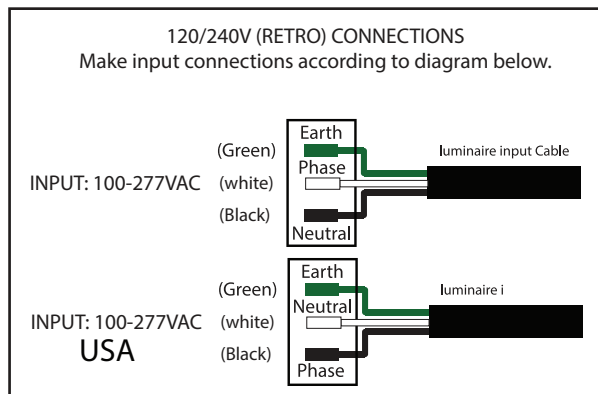 120/240V (RETRO) CONNECTIONS
Make input connections according to diagram below.
Earth
(Green)
luminaire input Cable
Phase
INPUT: 100-277VAC (white)
(Black)
Neutral
Earth
(Green)
luminaire i
Neutral
INPUT: 100-277VAC (white)
USA
(Black)
Phase